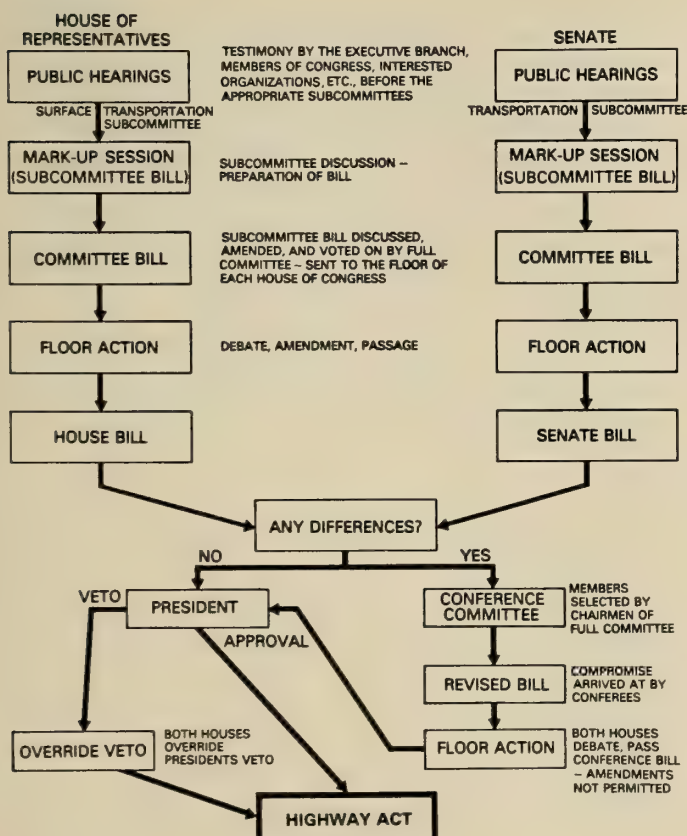 HOUSE OF
REPRESENTATIVES
PUBLIC HEARINGS
TESTIMONY BY THE EXECUTIVE BRANCH,
MEMBERS OF CONGRESS, INTERESTED
ORGANIZATIONS, ETC., BEFORE THE
APPROPRIATE SUBCOMMITTEES
SENATE
PUBLIC HEARINGS
SURFACE TRANSPORTATION
SUBCOMMITTEE
TRANSPORTATION SUBCOMMITTEE
MARK-UP SESSION
(SUBCOMMITTEE BILL)
SUBCOMMITTEE DISCUSSION –
PREPARATION OF BILL
MARK-UP SESSION
(SUBCOMMITTEE BILL)
COMMITTEE BILL
SUBCOMMITTEE BILL DISCUSSED,
AMENDED, AND VOTED ON BY FULL
COMMITTEE – SENT TO THE FLOOR OF
EACH HOUSE OF CONGRESS
COMMITTEE BILL
FLOOR ACTION
DEBATE, AMENDMENT, PASSAGE
FLOOR ACTION
HOUSE BILL
SENATE BILL
ANY DIFFERENCES?
NO
YES
VETO
PRESIDENT
APPROVAL
CONFERENCE
COMMITTEE
MEMBERS
SELECTED BY
CHAIRMEN OF
FULL COMMITTEE
REVISED BILL
COMPROMISE
ARRIVED AT BY
CONFEREES
OVERRIDE VETO
BOTH HOUSES
OVERRIDE
PRESIDENTS VETO
FLOOR ACTION
BOTH HOUSES
DEBATE, PASS
CONFERENCE BILL
– AMENDMENTS
NOT PERMITTED
HIGHWAY ACT